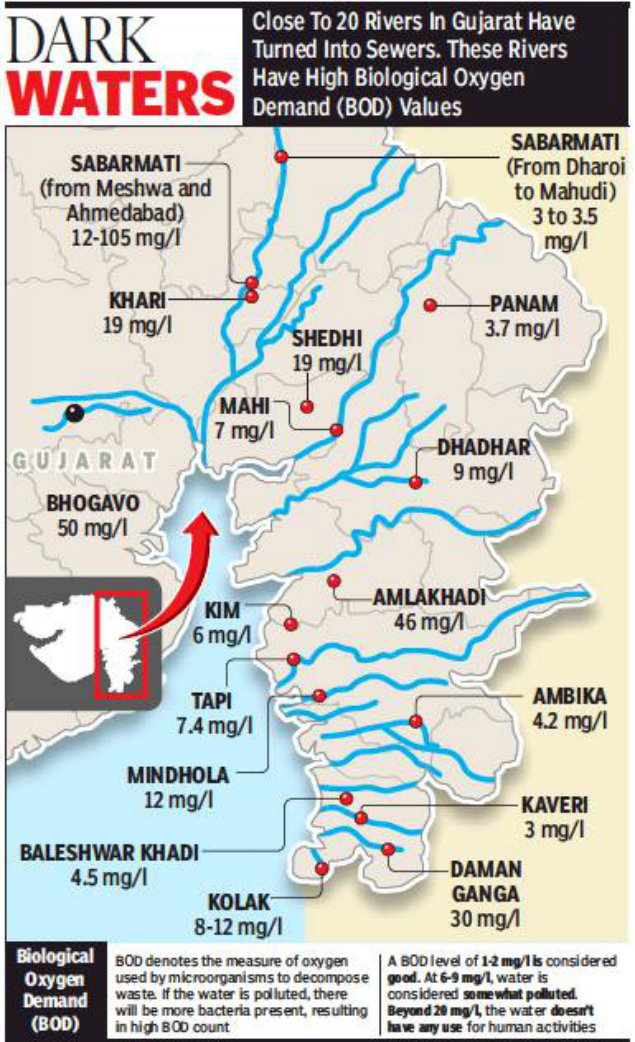 DARK
WATERS
Close To 20 Rivers In Gujarat Have
Turned Into Sewers. These Rivers
Have High Biological Oxygen
Demand (BOD) Values
SABARMATI
(from Meshwa and
Ahmedabad)
12-105 mg/l
SABARMATI
(From Dharoi
to Mahudi)
3 to 3.5
mg/l
KHARI
19 mg/l
PANAM
3.7 mg/l
SHEDHI
19 mg/l
MAHI
7 mg/l
DHADHAR
9 mg/l
GUJARAT
BHOGAVO
50 mg/l
AMLAKHADI
46 mg/l
KIM
6 mg/l
TAPI
7.4 mg/l
AMBIKA
4.2 mg/l
MINDHOLA
12 mg/l
KAVERI
3 mg/l
BALESHWAR KHADI
4.5 mg/l
DAMAN
GANGA
30 mg/l
KOLAK
8-12 mg/l
Biological
Oxygen
Demand
(BOD)
BOD denotes the measure of oxygen
used by microorganisms to decompose
waste. If the water is polluted, there
will be more bacteria present, resulting
in high BOD count
A BOD level of 1-2 mg/l is considered
good. At 6-9 mg/l, water is
considered somewhat polluted.
Beyond 20 mg/l, the water doesn't
have any use for human activities